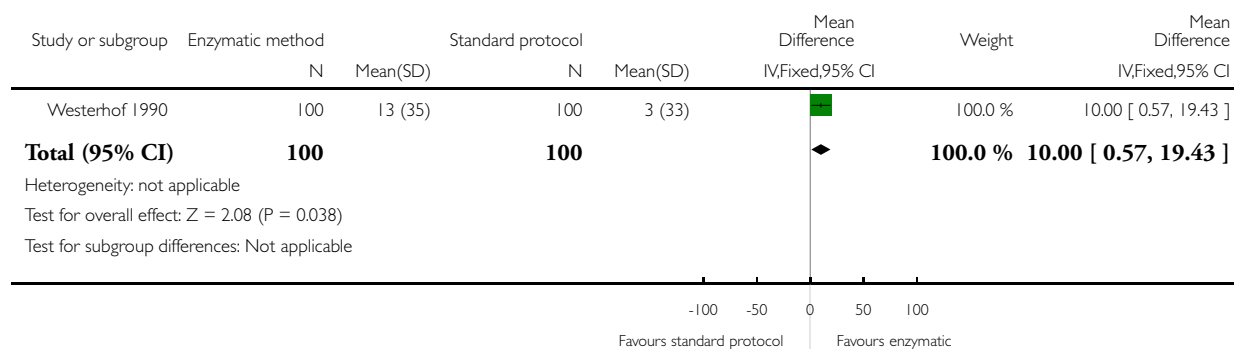 Study or subgroup Enzymatic method Standard protocol Mean Difference Weight Mean Difference
N Mean(SD) N Mean(SD) IV,Fixed,95% CI IV,Fixed,95% CI
Westerhof 1990 100 13 (35) 100 3 (33) 100.0 % 10.00 [ 0.57, 19.43 ]
Total (95% CI) 100 100 100.0 % 10.00 [ 0.57, 19.43 ]
Heterogeneity: not applicable
Test for overall effect: Z = 2.08 (P = 0.038)
Test for subgroup differences: Not applicable
-100 -50 0 50 100
Favours standard protocol Favours enzymatic